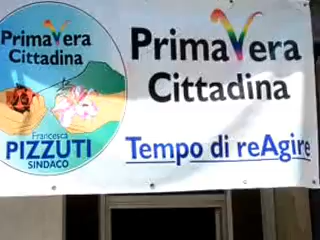 PrimaVera
Cittadina
Francesca
PIZZUTI
SINDACO
PrimaVera
Cittadina
Tempo di reAgire